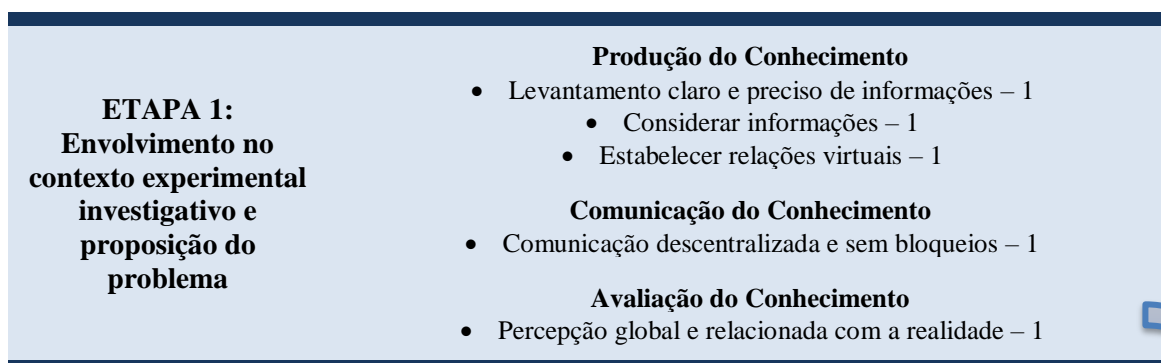 ETAPA 1:
Envolvimento no
contexto experimental
investigativo e
proposição do
problema
Produção do Conhecimento
• Levantamento claro e preciso de informações – 1
• Considerar informações – 1
• Estabelecer relações virtuais – 1
Comunicação do Conhecimento
• Comunicação descentralizada e sem bloqueios – 1
Avaliação do Conhecimento
• Percepção global e relacionada com a realidade – 1